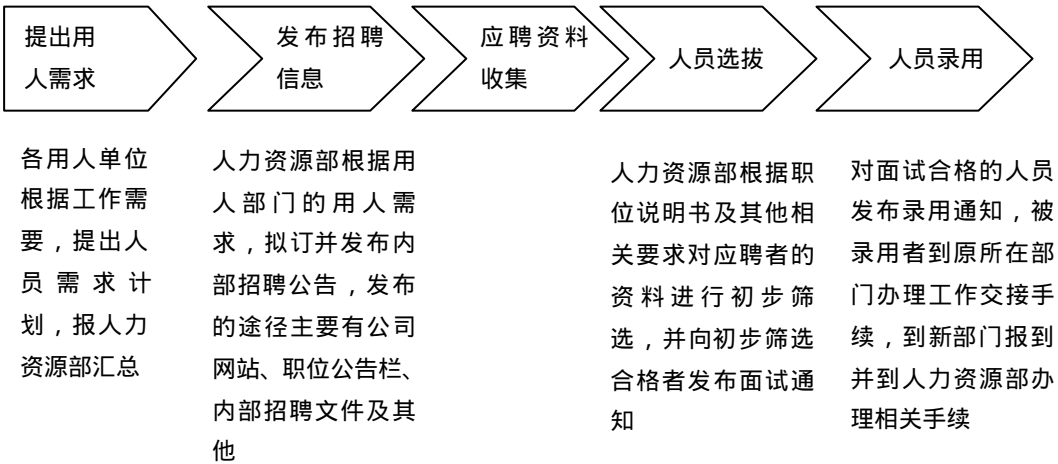 提出用
人需求
发布招聘
信息
应聘资料
收集
人员选拔
人员录用
各用人单位
根据工作需
要，提出人
员需求计
划，报人力
资源部汇总
人力资源部根据用
人部门的用人需
求，拟订并发布内
部招聘公告，发布
的途径主要有公司
网站、职位公告栏、
内部招聘文件及其
他
人力资源部根据职
位说明书及其他相
关要求对应聘者的
资料进行初步筛
选，并向初步筛选
合格者发布面试通
知
对面试合格的人员
发布录用通知，被
录用者到原所在部
门办理工作交接手
续，到新部门报到
并到人力资源部办
理相关手续